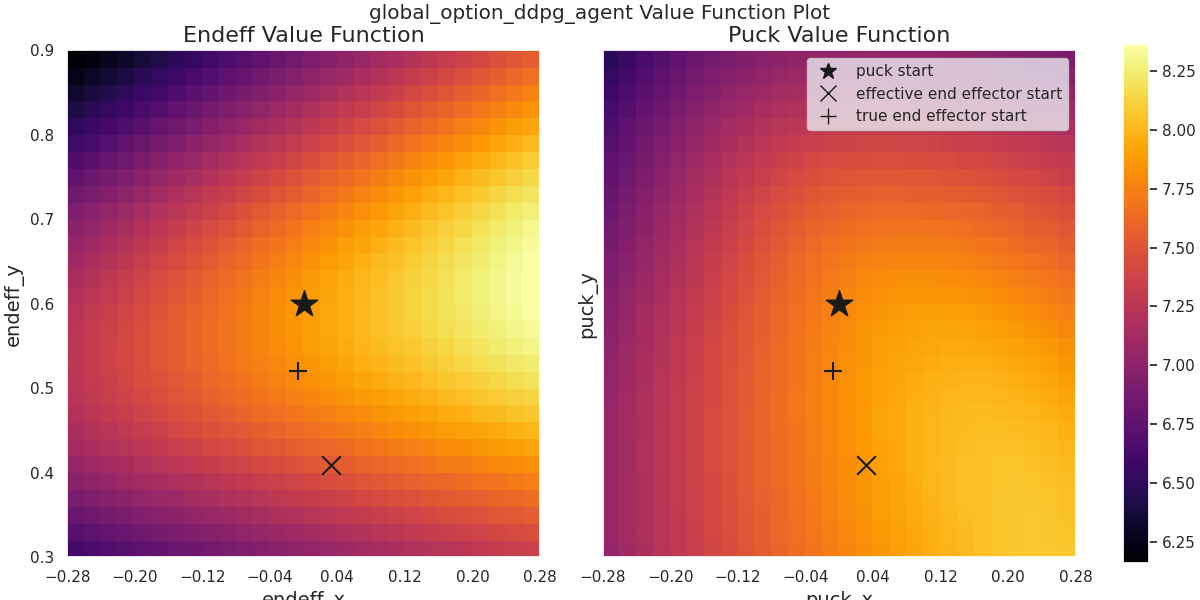 global_option_ddpg_agent Value Function Plot
Endeff Value Function
Puck Value Function
0.9
0.8
0.7
0.6
0.5
0.4
0.3
endeff_y
−0.28 −0.20 −0.12 −0.04 0.04 0.12 0.20 0.28
endeff_x
puck_y
puck start
effective end effector start
true end effector start
−0.28 −0.20 −0.12 −0.04 0.04 0.12 0.20 0.28
puck_x
8.25
8.00
7.75
7.50
7.25
7.00
6.75
6.50
6.25